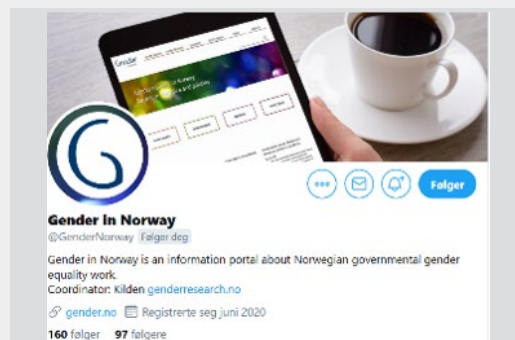 Gender
G
Følger
Gender in Norway
@GenderNorway Følger deg
Gender in Norway is an information portal about Norwegian governmental gender
equality work.
Coordinator: Kilden genderresearch.no
gender.no Registrerte seg juni 2020
160 følger 97 følgere